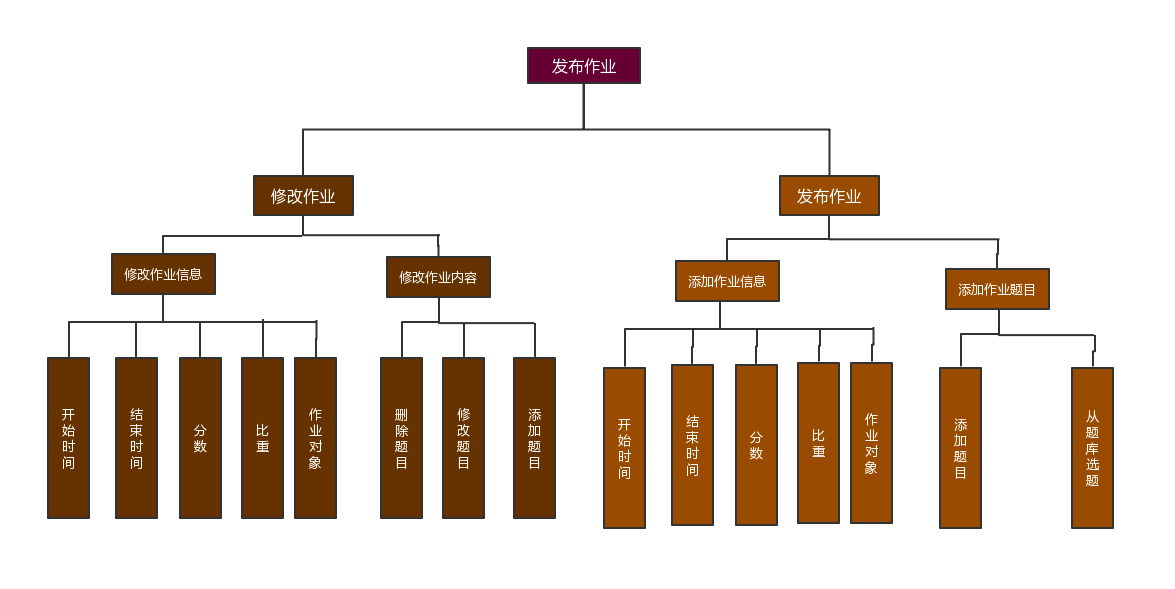 发布作业
修改作业
发布作业
修改作业信息
修改作业内容
添加作业信息
添加作业题目
开始时间
结束时间
分数
比重
作业对象
删除题目
修改题目
添加题目
开始时间
结束时间
分数
比重
作业对象
添加题目
从题库选题